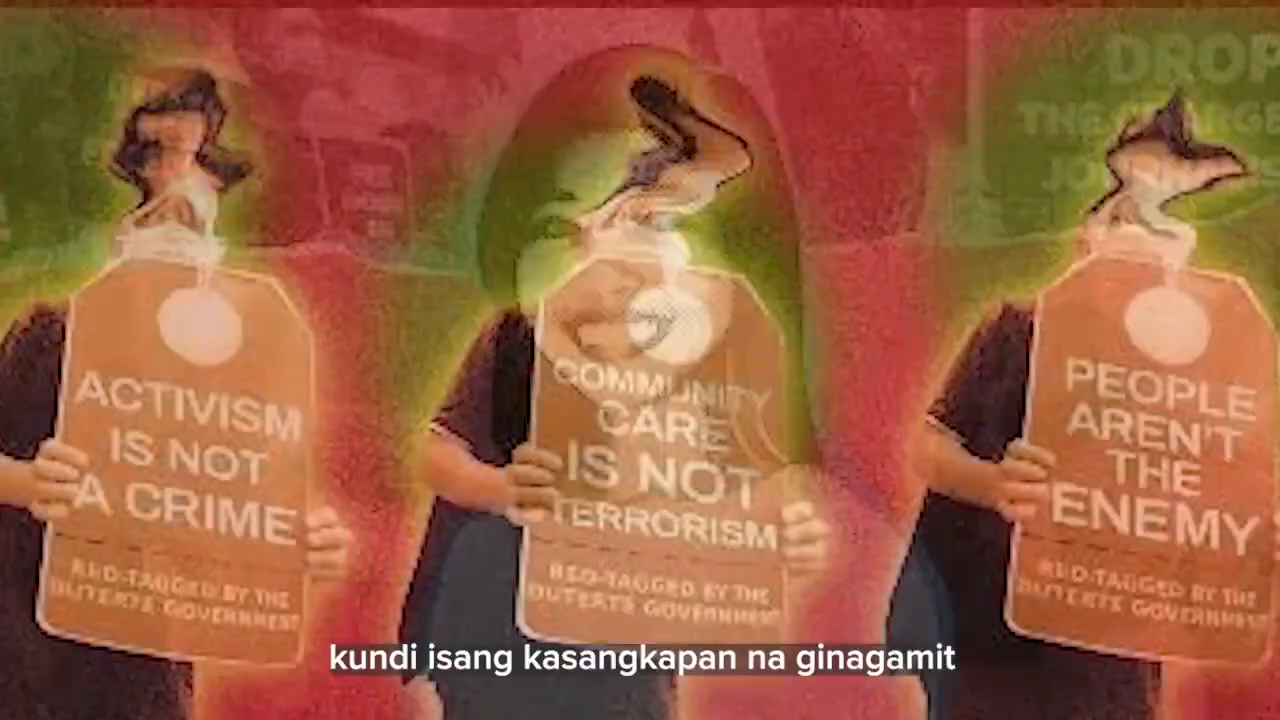 DROP
ACTIVISM
IS NOT
A CRIME
RED-TAGGED BY THE
DUTERTE GOVERNMENT
COMMUNITY
CARE
IS NOT
TERRORISM
RED-TAGGED BY THE
DUTERTE GOVERNMENT
PEOPLE
AREN'T
THE
ENEMY
RED-TAGGED BY THE
DUTERTE GOVERNMENT
kundi isang kasangkapan na ginagamit